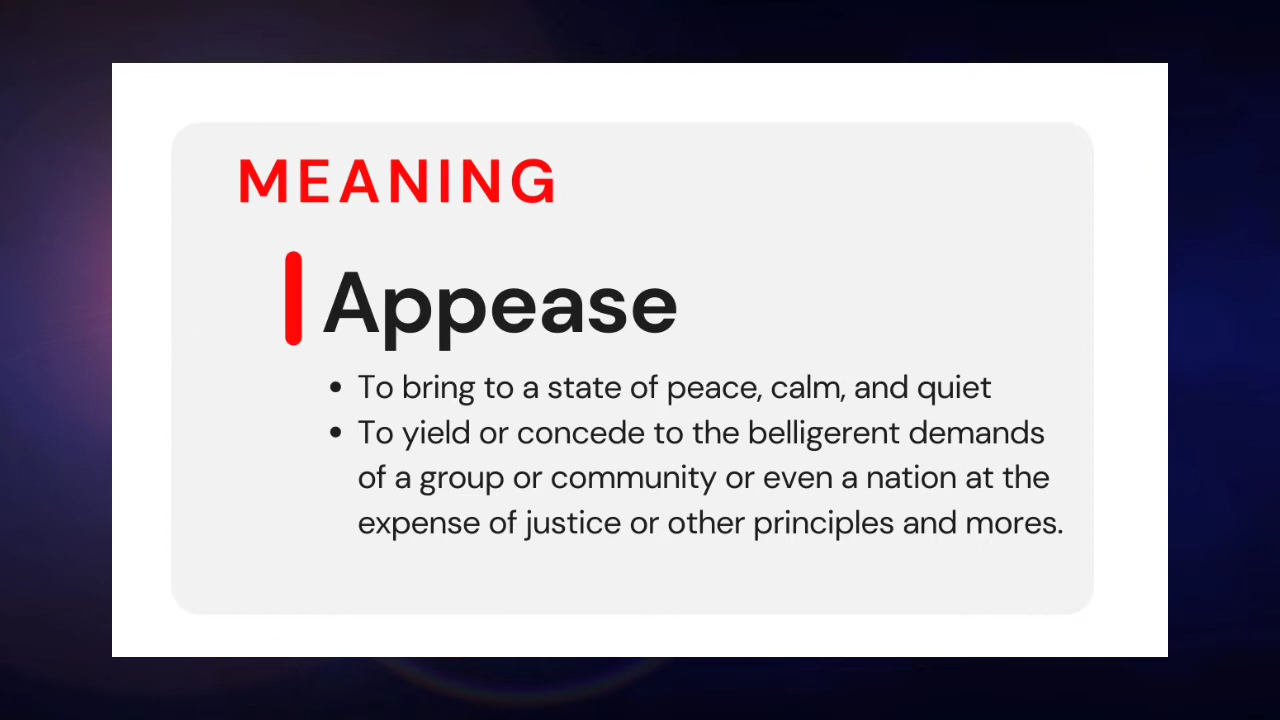 MEANING
Appease
• To bring to a state of peace, calm, and quiet
• To yield or concede to the belligerent demands
of a group or community or even a nation at the
expense of justice or other principles and mores.